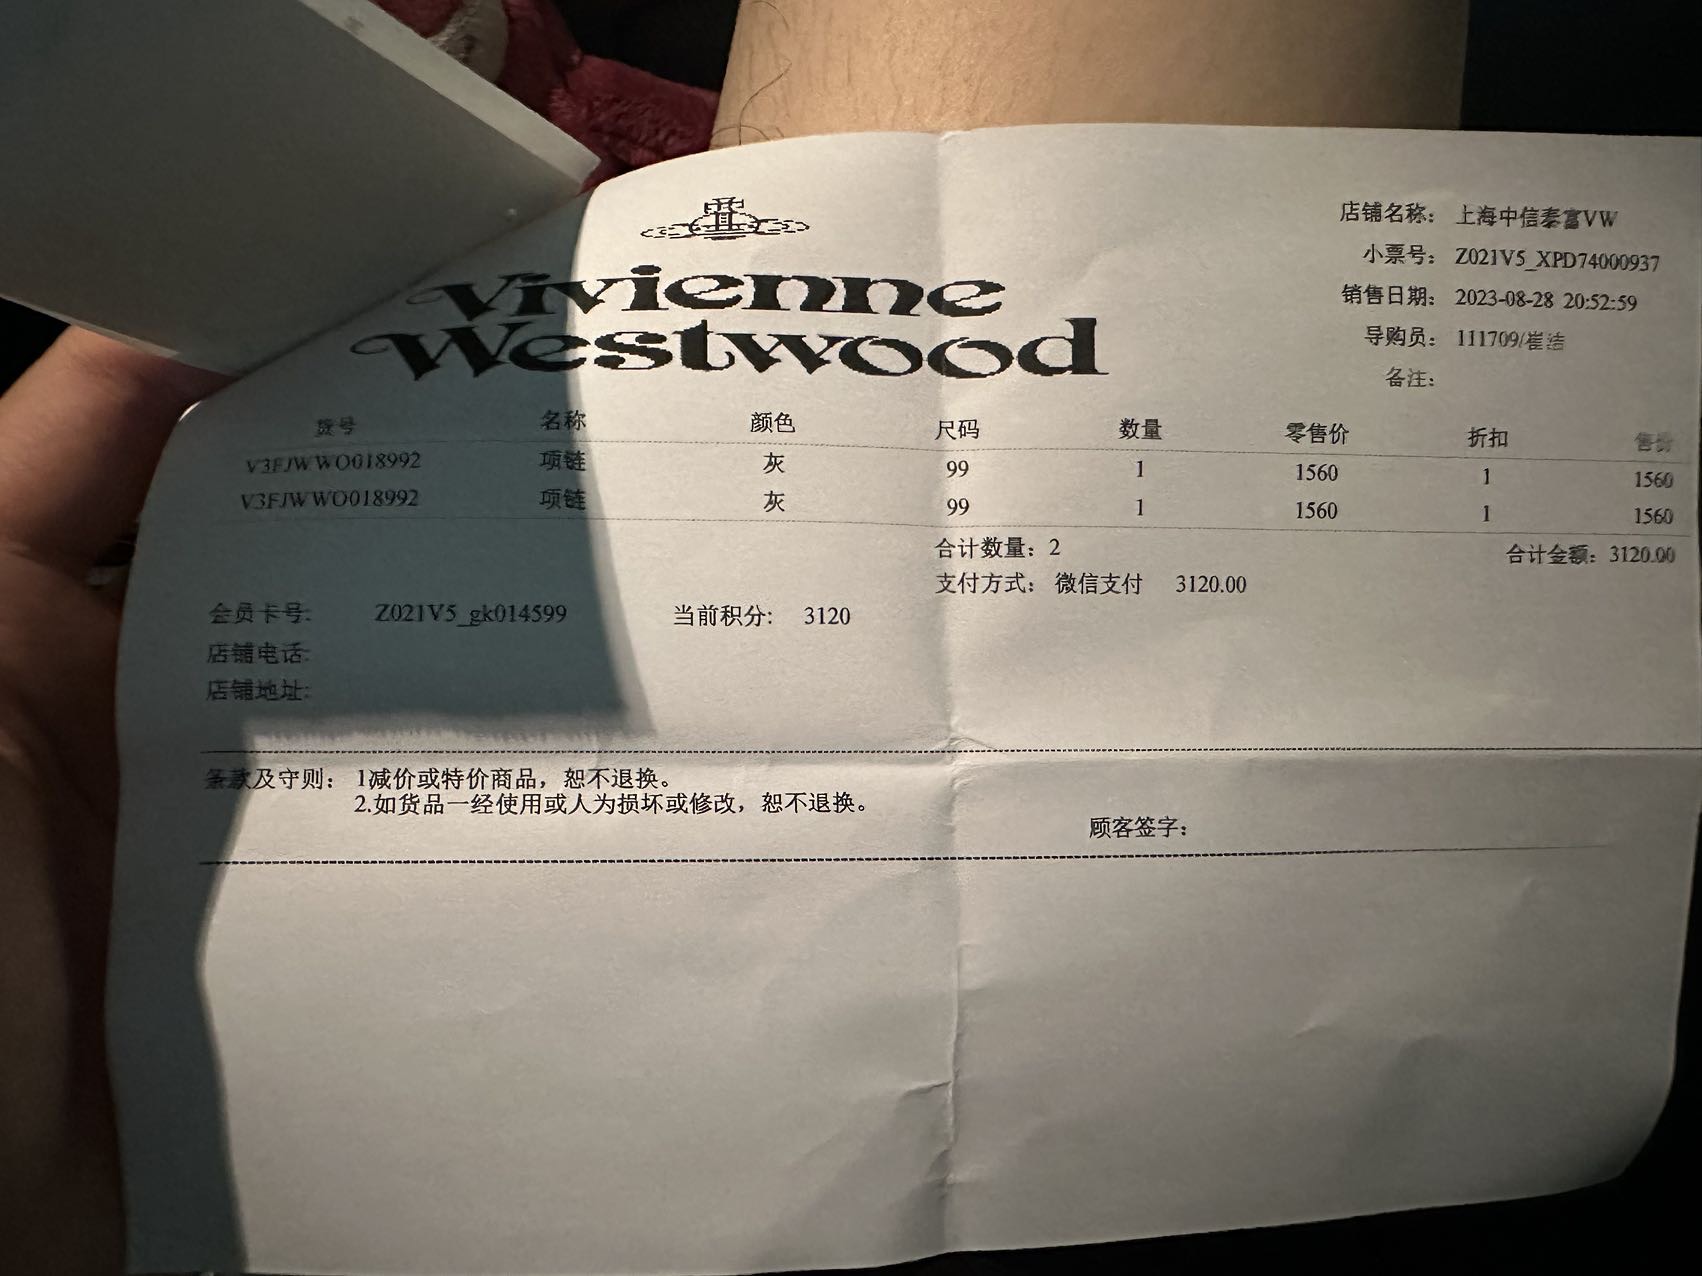 Vivienne
Westwood
店铺名称： 上海中信泰富VW
小票号： Z021V5_XPD74000937
销售日期： 2023-08-28 20:52:59
导购员： 111709/崔洁
备注：
货号 名称 颜色 尺码 数量 零售价 折扣 售价
V3FJWWO018992 项链 灰 99 1 1560 1 1560
V3FJWWO018992 项链 灰 99 1 1560 1 1560
合计数量：2 合计金额：3120.00
支付方式： 微信支付 3120.00
会员卡号: Z021V5_gk014599 当前积分: 3120
店铺电话:
店铺地址:
条款及守则： 1减价或特价商品，恕不退换。
2.如货品一经使用或人为损坏或修改，恕不退换。
顾客签字：